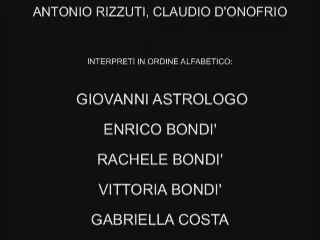 ANTONIO RIZZUTI, CLAUDIO D'ONOFRIO
INTERPRETI IN ORDINE ALFABETICO:
GIOVANNI ASTROLOGO
ENRICO BONDI'
RACHELE BONDI'
VITTORIA BONDI'
GABRIELLA COSTA